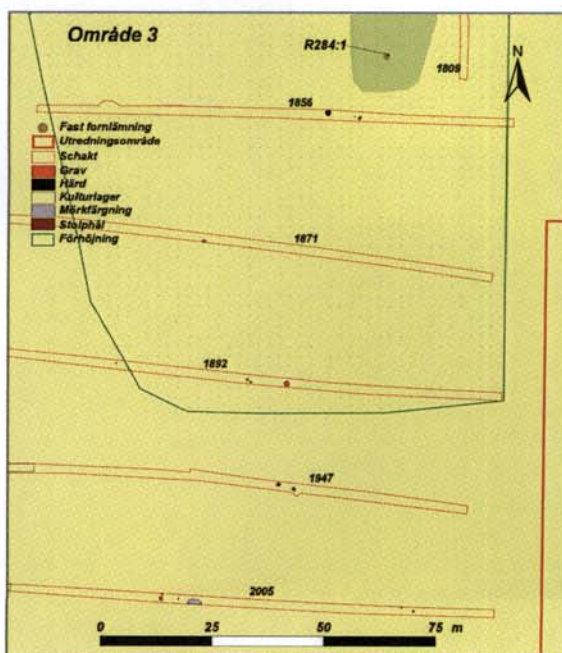 Område 3
R284:1
N
1809
1856
Fast fornlämning
Utredningsområde
Schakt
Grav
Härd
Kulturlager
Mörkfärgning
Stolphål
Förhöjning
1871
1892
1947
2005
0 25 50 75 m